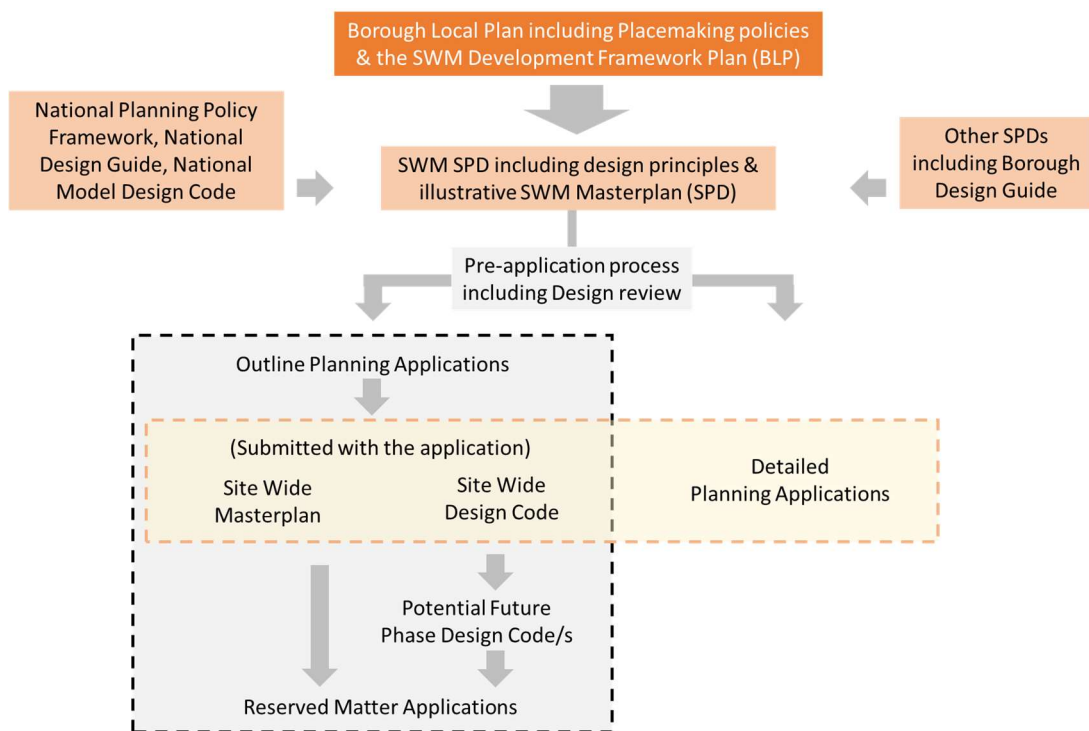 Borough Local Plan including Placemaking policies
& the SWM Development Framework Plan (BLP)
National Planning Policy
Framework, National
Design Guide, National
Model Design Code
SWM SPD including design principles &
illustrative SWM Masterplan (SPD)
Other SPDs
including Borough
Design Guide
Pre-application process
including Design review
Outline Planning Applications
(Submitted with the application)
Site Wide
Masterplan
Site Wide
Design Code
Detailed
Planning Applications
Potential Future
Phase Design Code/s
Reserved Matter Applications